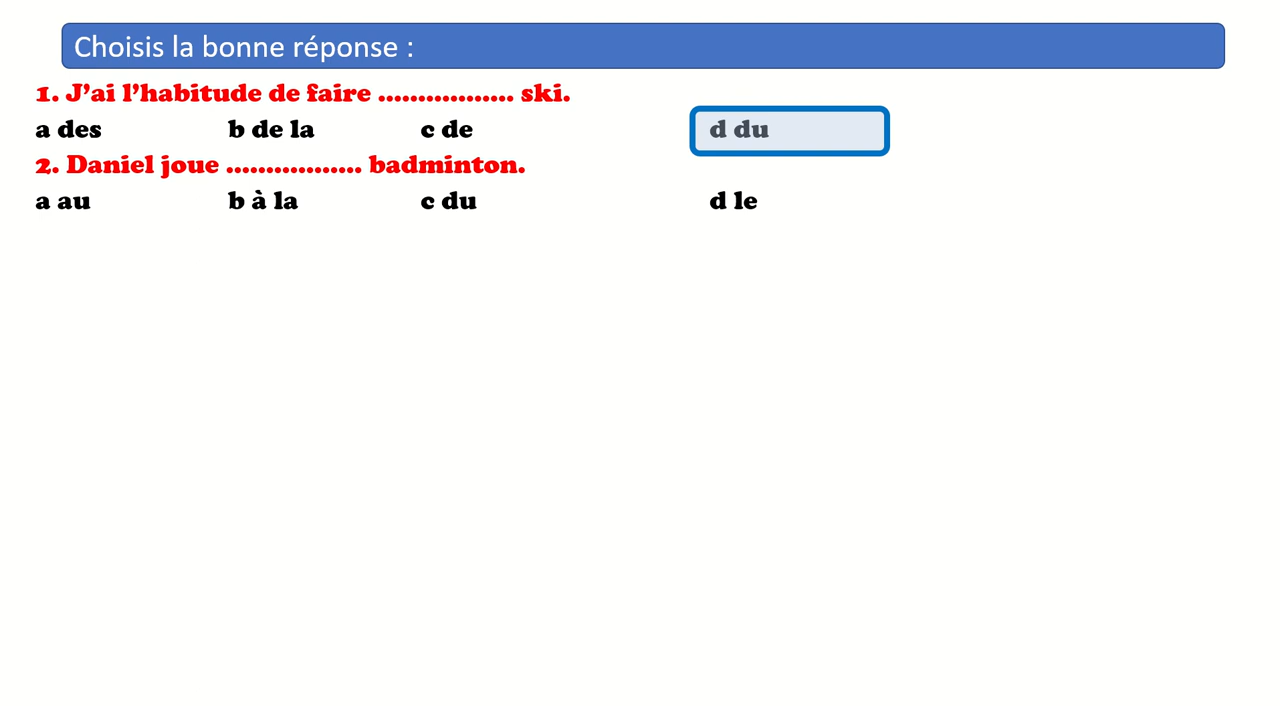 Choisis la bonne réponse :
1. J’ai l’habitude de faire ................. ski.
a des b de la c de d du
2. Daniel joue ................. badminton.
a au b à la c du d le